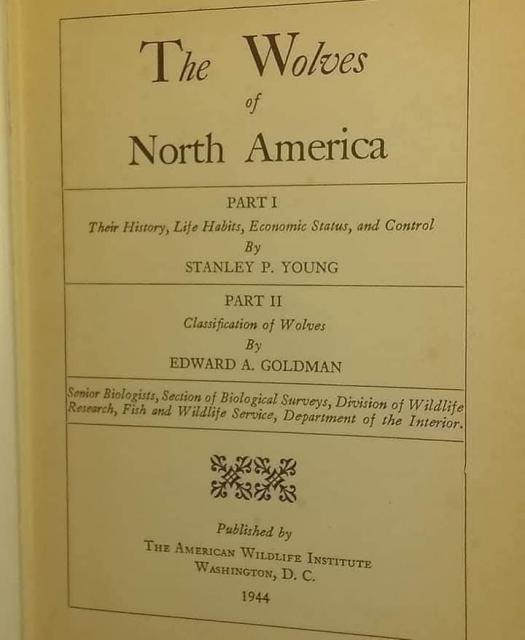 The Wolves
of
North America
PART I
Their History, Life Habits, Economic Status, and Control
By
STANLEY P. YOUNG
PART II
Classification of Wolves
By
EDWARD A. GOLDMAN
Senior Biologists, Section of Biological Surveys, Division of Wildlife
Research, Fish and Wildlife Service, Department of the Interior.
Published by
THE AMERICAN WILDLIFE INSTITUTE
WASHINGTON, D. C.
1944